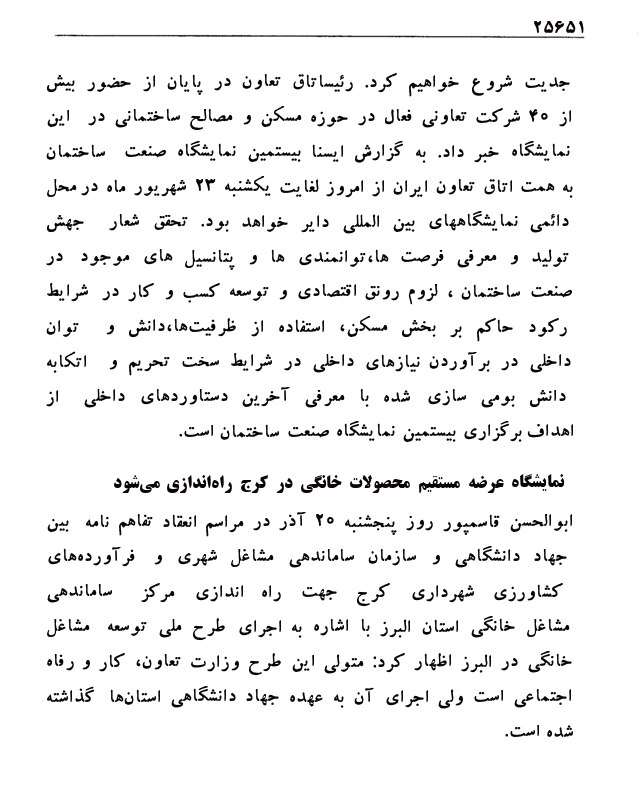 ۲۵۶۵۱
جدیت شروع خواهیم کرد. رئیساتاق تعاون در پایان از حضور بیش
از ۴۰ شرکت تعاونی فعال در حوزه مسکن و مصالح ساختمانی در این
نمایشگاه خبر داد. به گزارش ایسنا بیستمین نمایشگاه صنعت ساختمان
به همت اتاق تعاون ایران از امروز لغایت یکشنبه ۲۳ شهریور ماه در محل
دائمی نمایشگاههای بین المللی دایر خواهد بود. تحقق شعار جهش
تولید و معرفی فرصت ها،توانمندی ها و پتانسیل های موجود در
صنعت ساختمان ، لزوم رونق اقتصادی و توسعه کسب و کار در شرایط
رکود حاکم بر بخش مسکن، استفاده از ظرفیت‌ها،دانش و توان
داخلی در برآوردن نیازهای داخلی در شرایط سخت تحریم و اتکابه
دانش بومی سازی شده با معرفی آخرین دستاوردهای داخلی از
اهداف برگزاری بیستمین نمایشگاه صنعت ساختمان است.
نمایشگاه عرضه مستقیم محصولات خانگی در کرج راه‌اندازی می‌شود
ابوالحسن قاسمپور روز پنجشنبه ۲۰ آذر در مراسم انعقاد تفاهم نامه بین
جهاد دانشگاهی و سازمان ساماندهی مشاغل شهری و فرآورده‌های
کشاورزی شهرداری کرج جهت راه اندازی مرکز ساماندهی
مشاغل خانگی استان البرز با اشاره به اجرای طرح ملی توسعه مشاغل
خانگی در البرز اظهار کرد: متولی این طرح وزارت تعاون، کار و رفاه
اجتماعی است ولی اجرای آن به عهده جهاد دانشگاهی استان‌ها گذاشته
شده است.